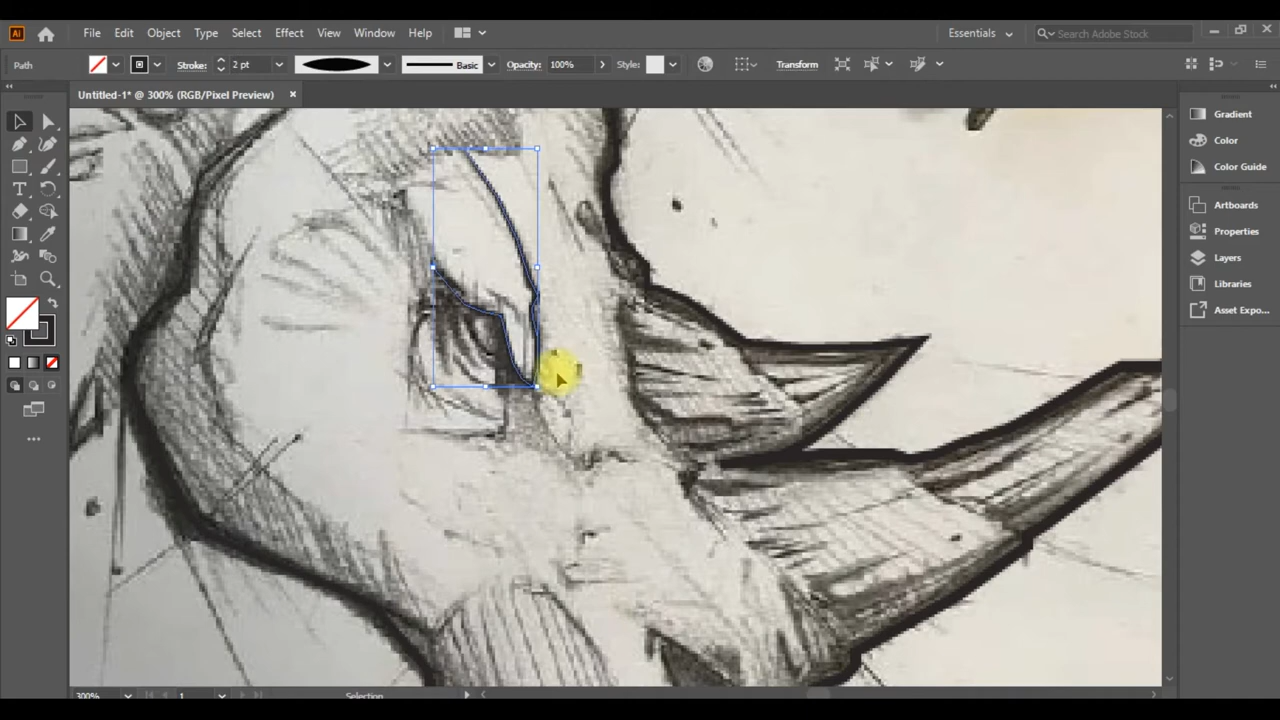 Ai File Edit Object Type Select Effect View Window Help Essentials Search Adobe Stock
Path Stroke: 2 pt Basic Opacity: 100% Style: Transform
Untitled-1* @ 300% (RGB/Pixel Preview) ×
Gradient
Color
Color Guide
Artboards
Properties
Layers
Libraries
Asset Expo...
300% 1 Selection